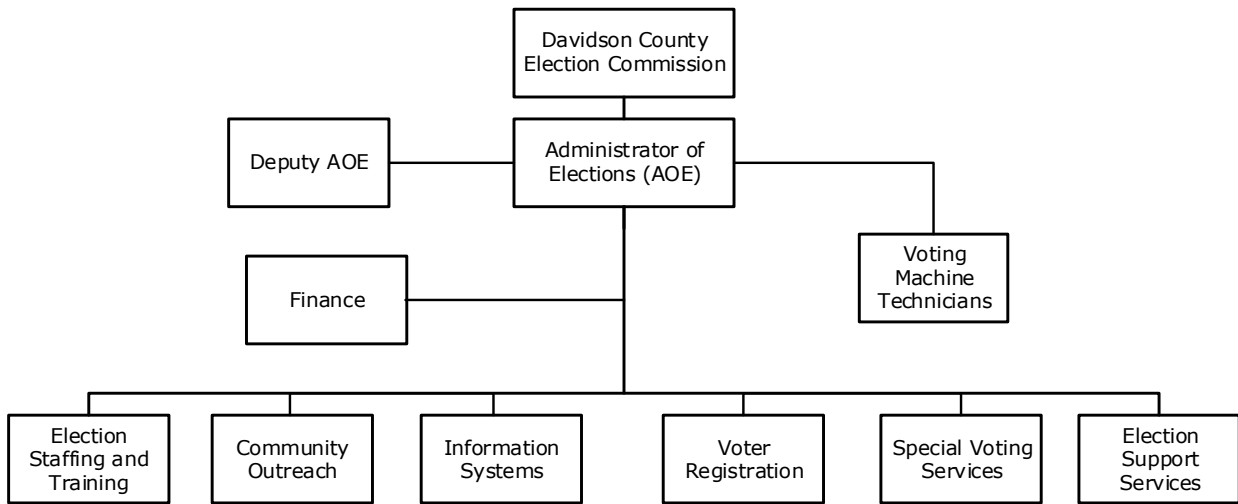 Davidson County
Election Commission
Deputy AOE
Administrator of
Elections (AOE)
Voting
Machine
Technicians
Finance
Election
Staffing and
Training
Community
Outreach
Information
Systems
Voter
Registration
Special Voting
Services
Election
Support
Services